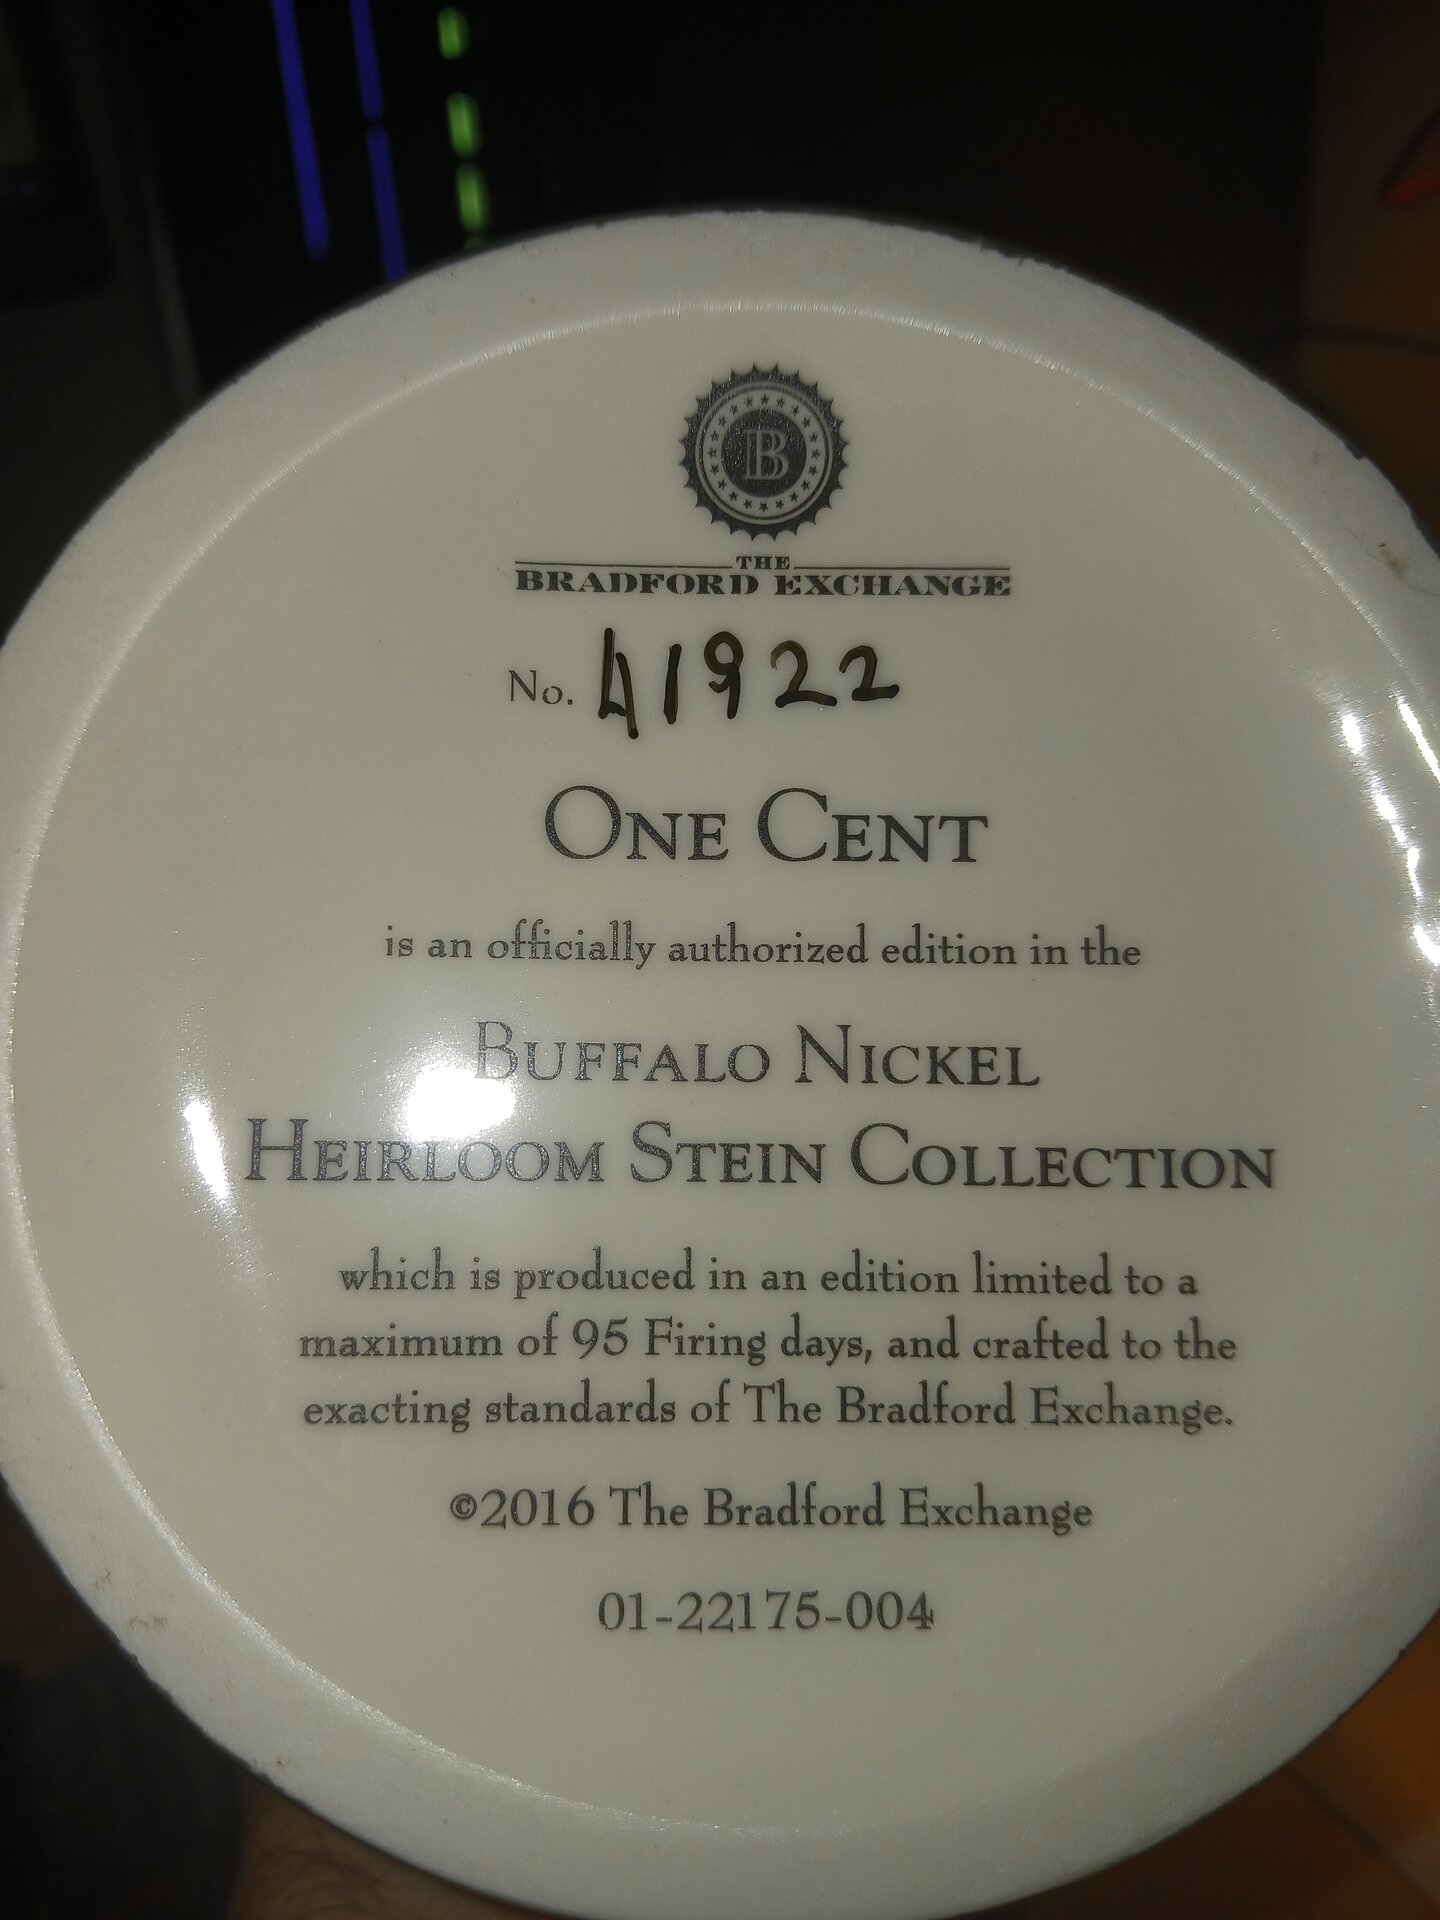 B
THE
BRADFORD EXCHANGE
No. 41922
ONE CENT
is an officially authorized edition in the
BUFFALO NICKEL
HEIRLOOM STEIN COLLECTION
which is produced in an edition limited to a
maximum of 95 Firing days, and crafted to the
exacting standards of The Bradford Exchange.
©2016 The Bradford Exchange
01-22175-004